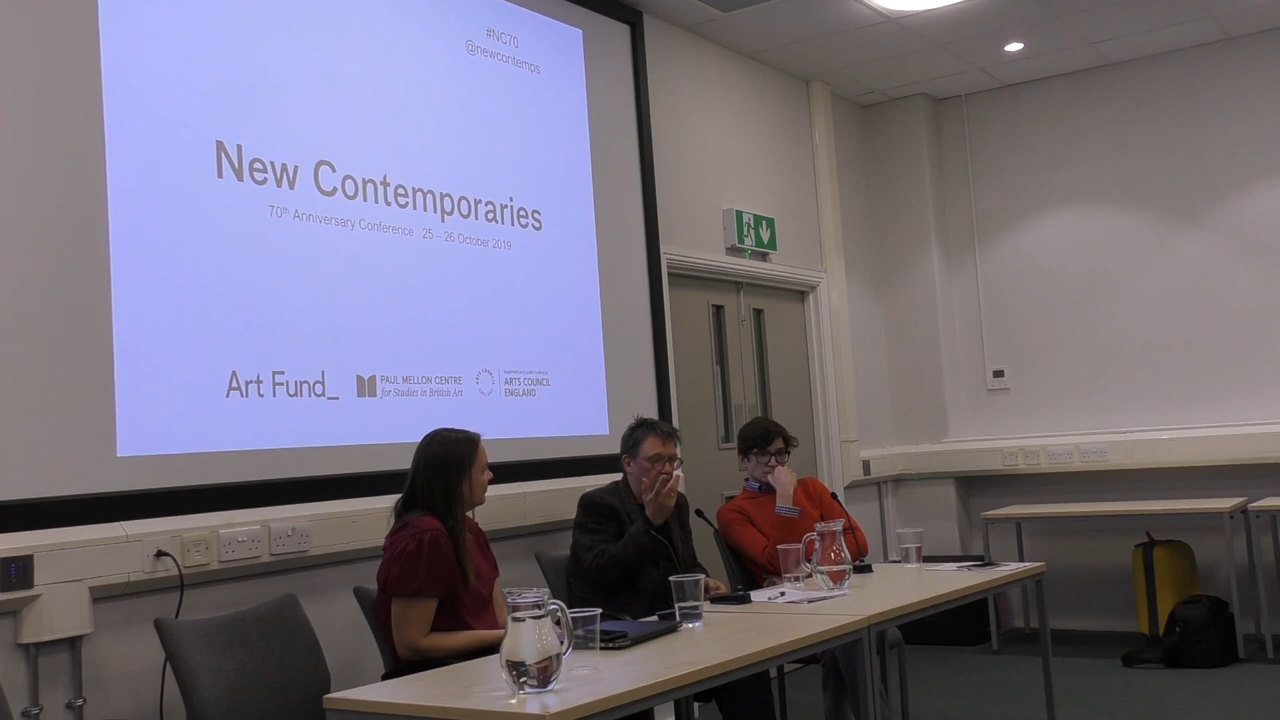 #NC70
@newcontemps
New Contemporaries
70th Anniversary Conference 25 – 26 October 2019
Art Fund_
PAUL MELLON CENTRE
for Studies in British Art
ARTS COUNCIL
ENGLAND